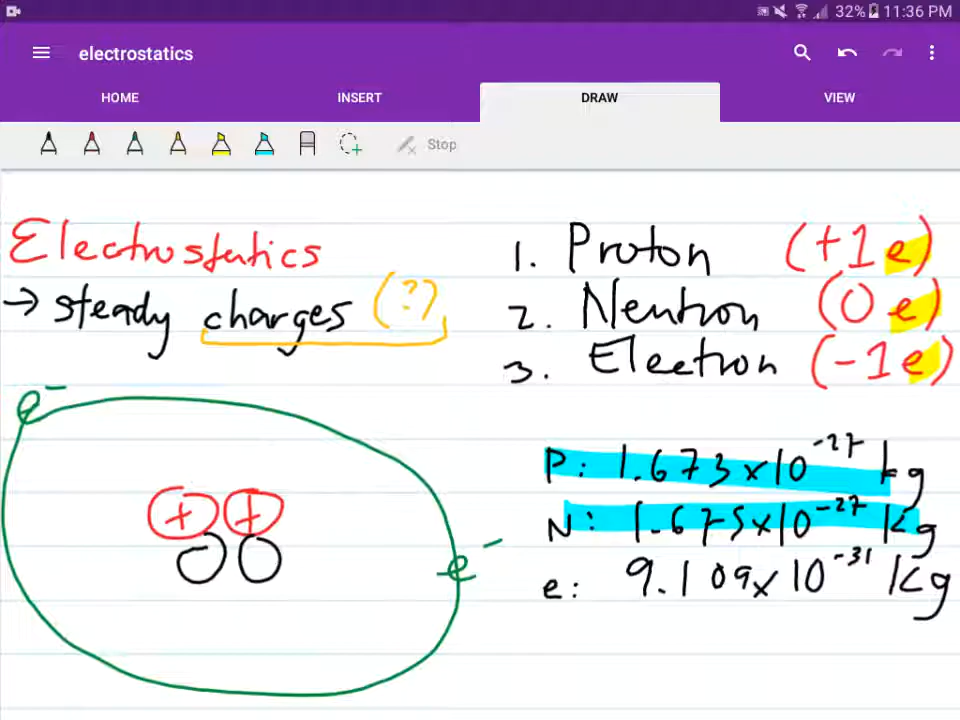 32% 11:36 PM
electrostatics
HOME INSERT DRAW VIEW
Stop
Electrostatics
→ steady charges (?)
1. Proton (+1e)
2. Neutron (0e)
3. Electron (-1e)
P: 1.673x10⁻²⁷ kg
N: 1.675x10⁻²⁷ Kg
e: 9.109x10⁻³¹ Kg
e⁻
+ +
e⁻